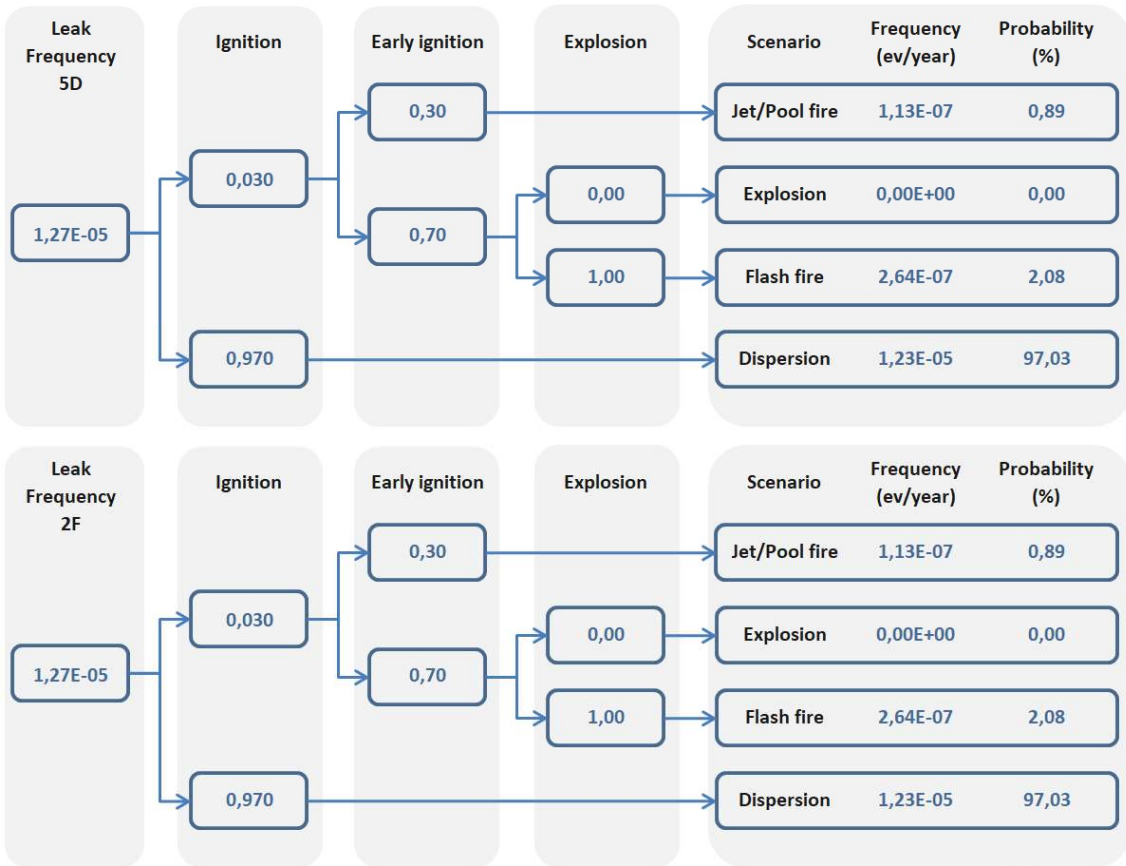 Leak Frequency 5D
Ignition
Early ignition
Explosion
Scenario
Frequency (ev/year)
Probability (%)
1,27E-05
0,030
0,970
0,30
0,70
0,00
1,00
Jet/Pool fire 1,13E-07 0,89
Explosion 0,00E+00 0,00
Flash fire 2,64E-07 2,08
Dispersion 1,23E-05 97,03
Leak Frequency 2F
Ignition
Early ignition
Explosion
Scenario
Frequency (ev/year)
Probability (%)
1,27E-05
0,030
0,970
0,30
0,70
0,00
1,00
Jet/Pool fire 1,13E-07 0,89
Explosion 0,00E+00 0,00
Flash fire 2,64E-07 2,08
Dispersion 1,23E-05 97,03